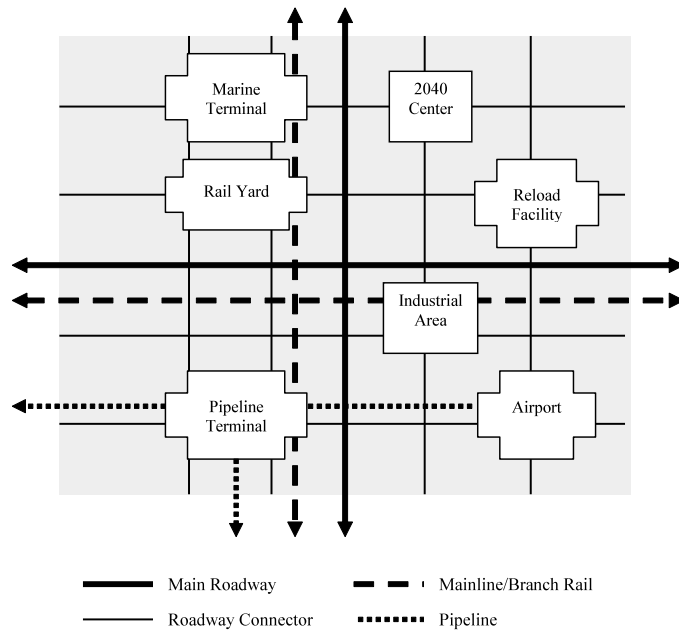 Marine
Terminal
2040
Center
Rail Yard
Reload
Facility
Industrial
Area
Pipeline
Terminal
Airport
Main Roadway
Mainline/Branch Rail
Roadway Connector
Pipeline